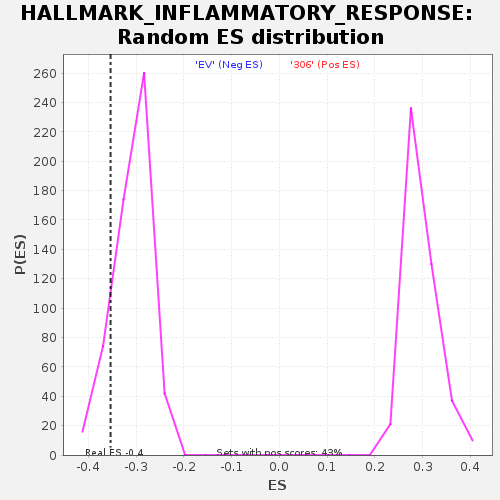 HALLMARK_INFLAMMATORY_RESPONSE:
Random ES distribution
'EV' (Neg ES) '306' (Pos ES)
260
240
220
200
180
160
140
120
100
80
60
40
20
0
P(ES)
Real ES -0.4 Sets with pos scores: 43%
-0.4 -0.3 -0.2 -0.1 0.0 0.1 0.2 0.3 0.4
ES